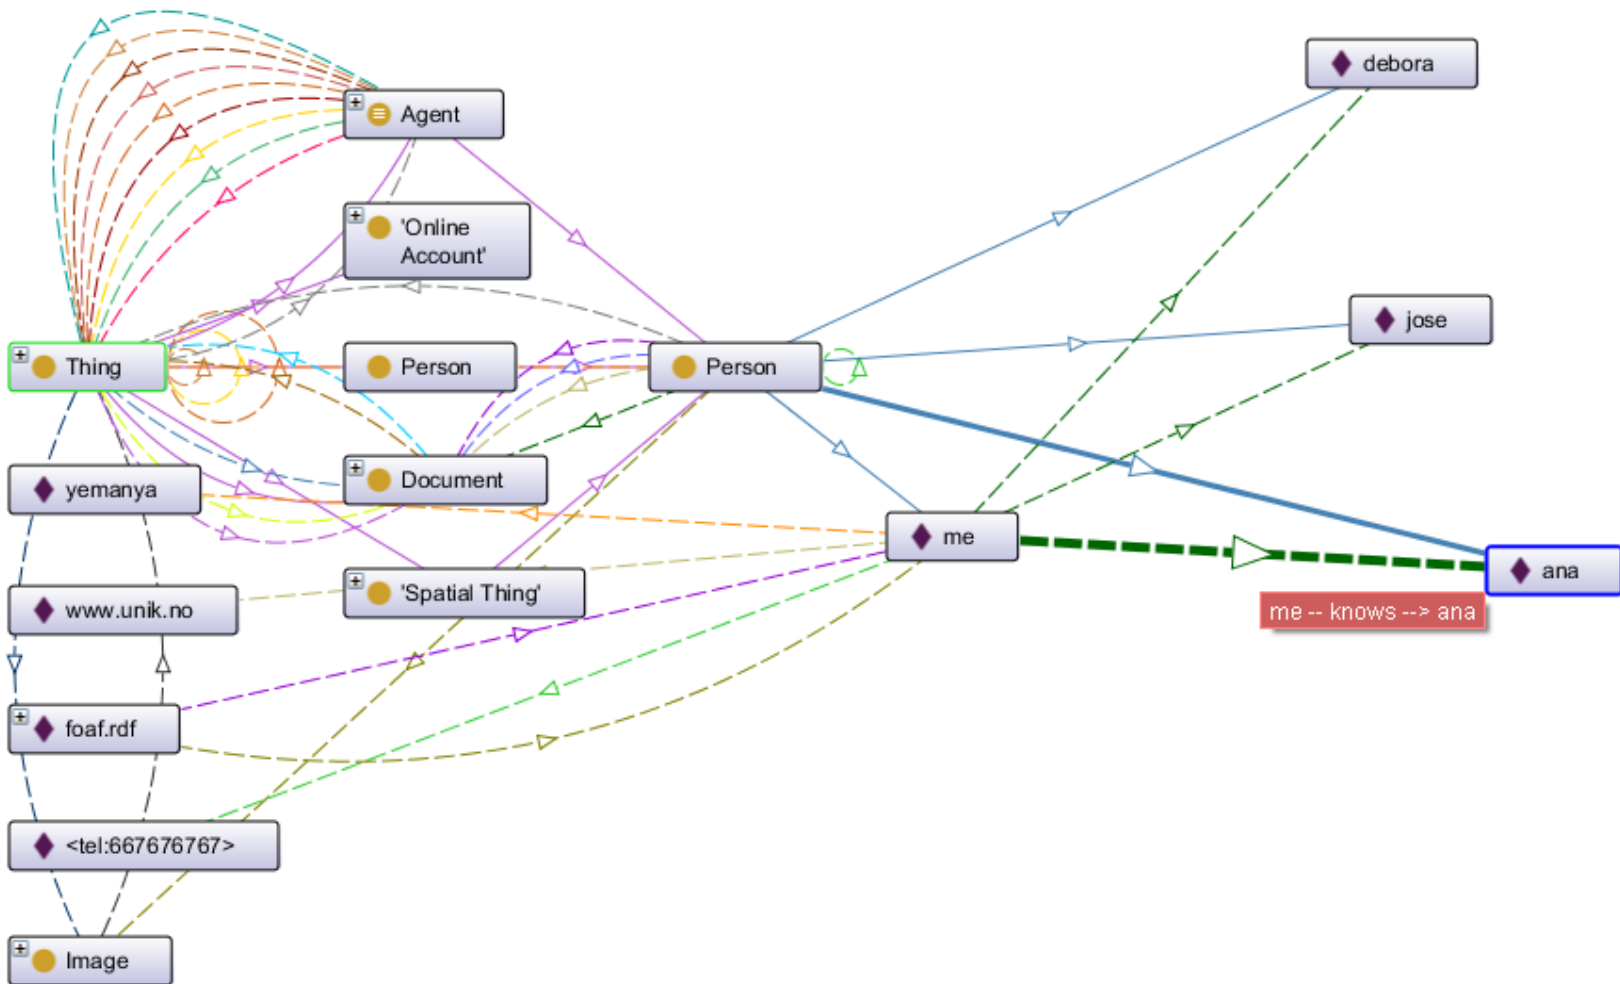 debora
Agent
'Online
Account'
jose
Thing
Person
Person
yemanya
Document
me
ana
www.unik.no
'Spatial Thing'
me -- knows --> ana
foaf.rdf
<tel:667676767>
Image